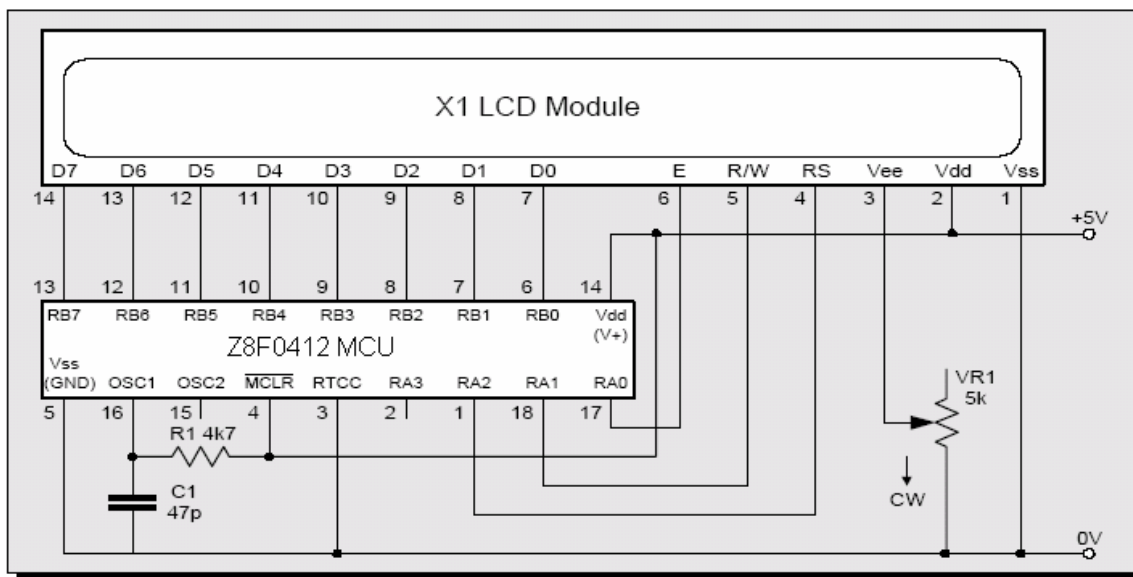 X1 LCD Module
D7 D6 D5 D4 D3 D2 D1 D0 E R/W RS Vee Vdd Vss
14 13 12 11 10 9 8 7 6 5 4 3 2 1
+5V
13 12 11 10 9 8 7 6 14
RB7 RB6 RB5 RB4 RB3 RB2 RB1 RB0 Vdd
(V+)
Z8F0412 MCU
Vss
(GND) OSC1 OSC2 MCLR RTCC RA3 RA2 RA1 RA0
5 16 15 4 3 2 1 18 17
VR1
5k
R1 4k7
C1
47p
CW
0V